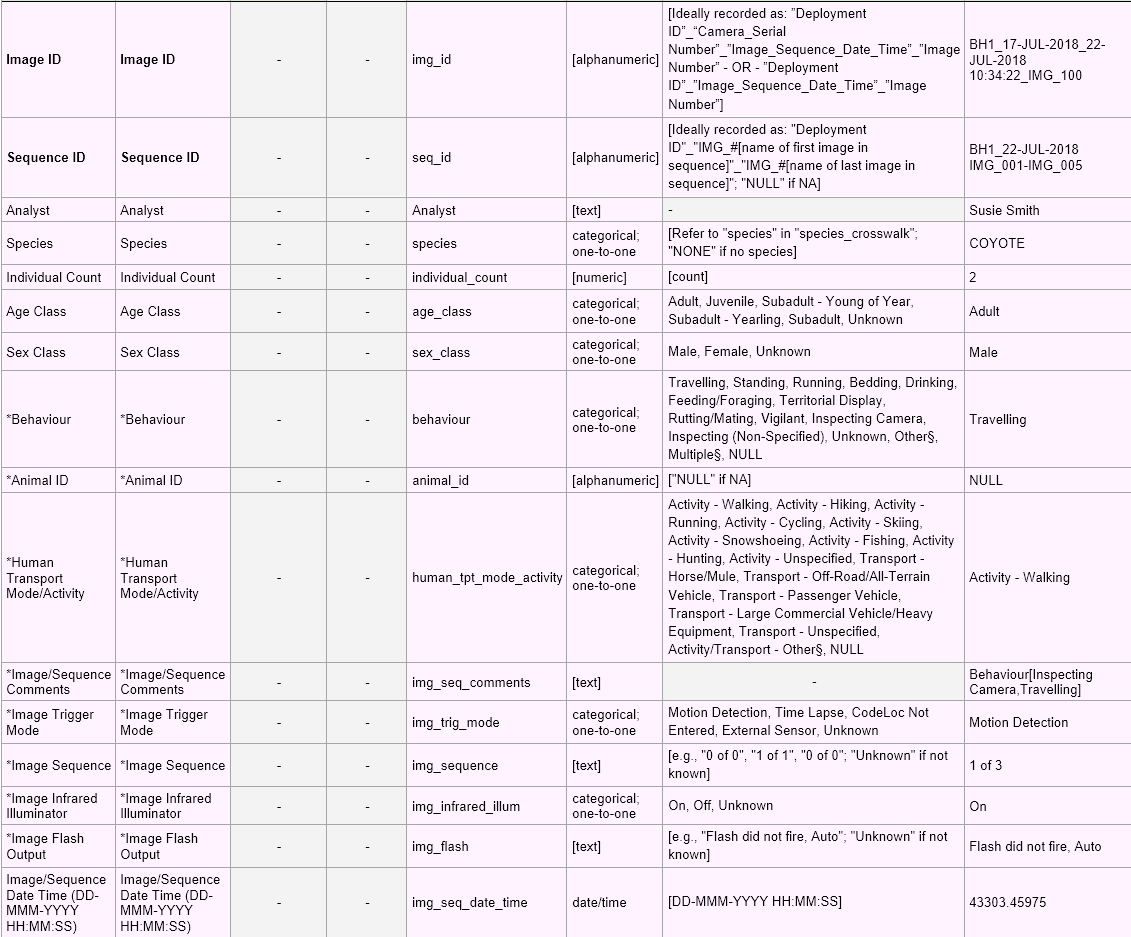 Image ID Image ID - - img_id [alphanumeric] [Ideally recorded as: ”Deployment
ID”_“Camera_Serial
Number”_”Image_Sequence_Date_Time”_”Image
Number” - OR - ”Deployment
ID”_”Image_Sequence_Date_Time”_”Image
Number”]
BH1_17-JUL-2018_22-
JUL-2018
10:34:22_IMG_100
Sequence ID Sequence ID - - seq_id [alphanumeric] [Ideally recorded as: "Deployment
ID"_"IMG_#[name of first image in
sequence]"_"IMG_#[name of last image in
sequence]"; "NULL" if NA]
BH1_22-JUL-2018
IMG_001-IMG_005
Analyst Analyst - - Analyst [text] - Susie Smith
Species Species - - species categorical;
one-to-one
[Refer to "species" in "species_crosswalk";
"NONE" if no species]
COYOTE
Individual Count Individual Count - - individual_count [numeric] [count] 2
Age Class Age Class - - age_class categorical;
one-to-one
Adult, Juvenile, Subadult - Young of Year,
Subadult - Yearling, Subadult, Unknown
Adult
Sex Class Sex Class - - sex_class categorical;
one-to-one
Male, Female, Unknown
Male
*Behaviour *Behaviour - - behaviour categorical;
one-to-one
Travelling, Standing, Running, Bedding, Drinking,
Feeding/Foraging, Territorial Display,
Rutting/Mating, Vigilant, Inspecting Camera,
Inspecting (Non-Specified), Unknown, Other§,
Multiple§, NULL
Travelling
*Animal ID *Animal ID - - animal_id [alphanumeric] ["NULL" if NA] NULL
*Human
Transport
Mode/Activity
*Human
Transport
Mode/Activity
- - human_tpt_mode_activity categorical;
one-to-one
Activity - Walking, Activity - Hiking, Activity -
Running, Activity - Cycling, Activity - Skiing,
Activity - Snowshoeing, Activity - Fishing, Activity
- Hunting, Activity - Unspecified, Transport -
Horse/Mule, Transport - Off-Road/All-Terrain
Vehicle, Transport - Passenger Vehicle,
Transport - Large Commercial Vehicle/Heavy
Equipment, Transport - Unspecified,
Activity/Transport - Other§, NULL
Activity - Walking
*Image/Sequence
Comments
*Image/Sequence
Comments
- - img_seq_comments [text] -
Behaviour[Inspecting
Camera,Travelling]
*Image Trigger
Mode
*Image Trigger
Mode
- - img_trig_mode categorical;
one-to-one
Motion Detection, Time Lapse, CodeLoc Not
Entered, External Sensor, Unknown
Motion Detection
*Image Sequence *Image Sequence - - img_sequence [text] [e.g., "0 of 0", "1 of 1", "0 of 0"; "Unknown" if not
known]
1 of 3
*Image Infrared
Illuminator
*Image Infrared
Illuminator
- - img_infrared_illum categorical;
one-to-one
On, Off, Unknown
On
*Image Flash
Output
*Image Flash
Output
- - img_flash [text] [e.g., "Flash did not fire, Auto"; "Unknown" if not
known]
Flash did not fire, Auto
Image/Sequence
Date Time (DD-
MMM-YYYY
HH:MM:SS)
Image/Sequence
Date Time (DD-
MMM-YYYY
HH:MM:SS)
- - img_seq_date_time date/time [DD-MMM-YYYY HH:MM:SS] 43303.45975